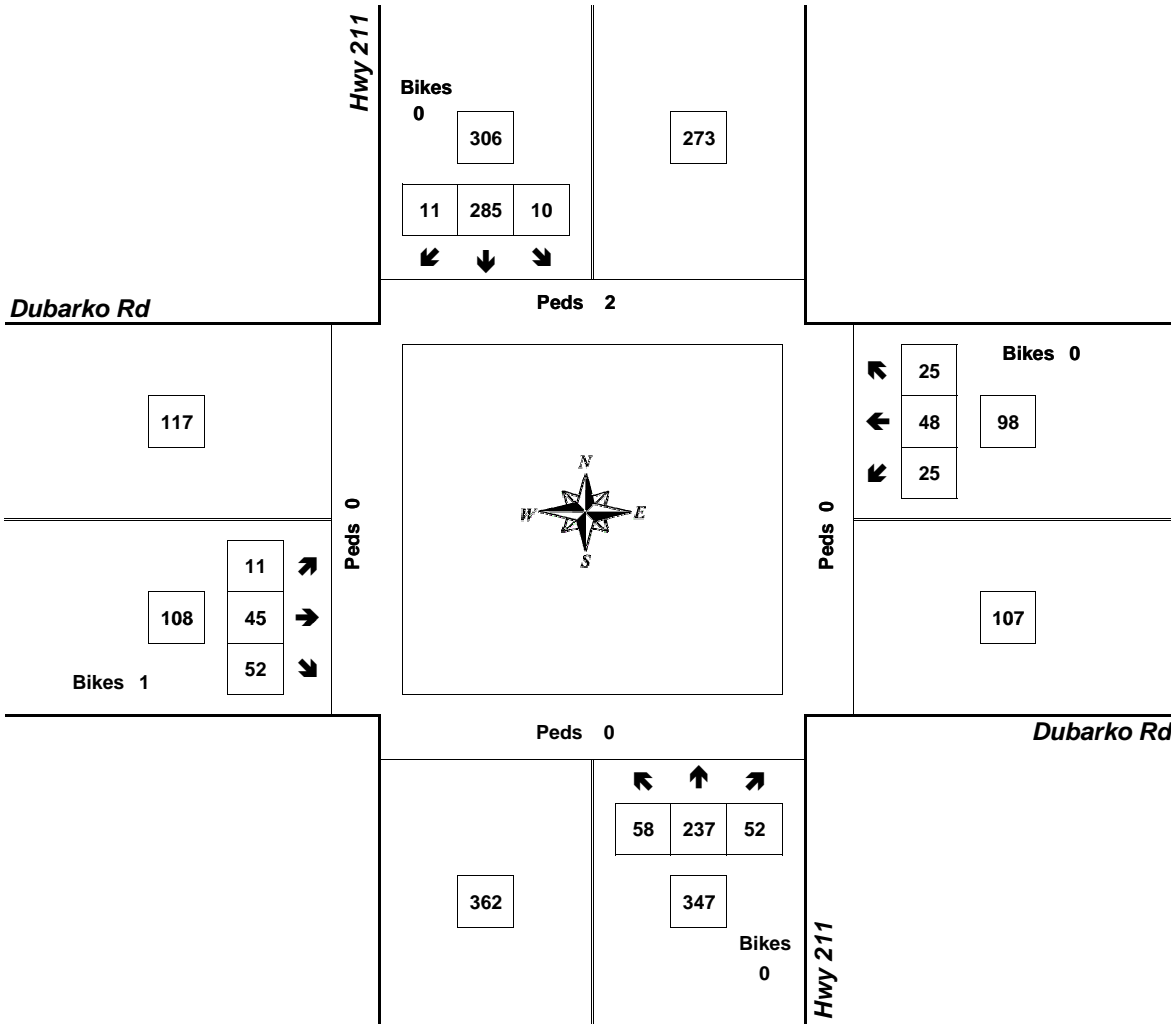 Hwy 211
Bikes
0
306
273
11 285 10
Peds 2
Dubarko Rd
25
Bikes 0
117
48
98
25
N
W E
S
Peds 0
Peds 0
11
108
45
107
52
Bikes 1
Peds 0
Dubarko Rd
58 237 52
362
347
Bikes
0
Hwy 211